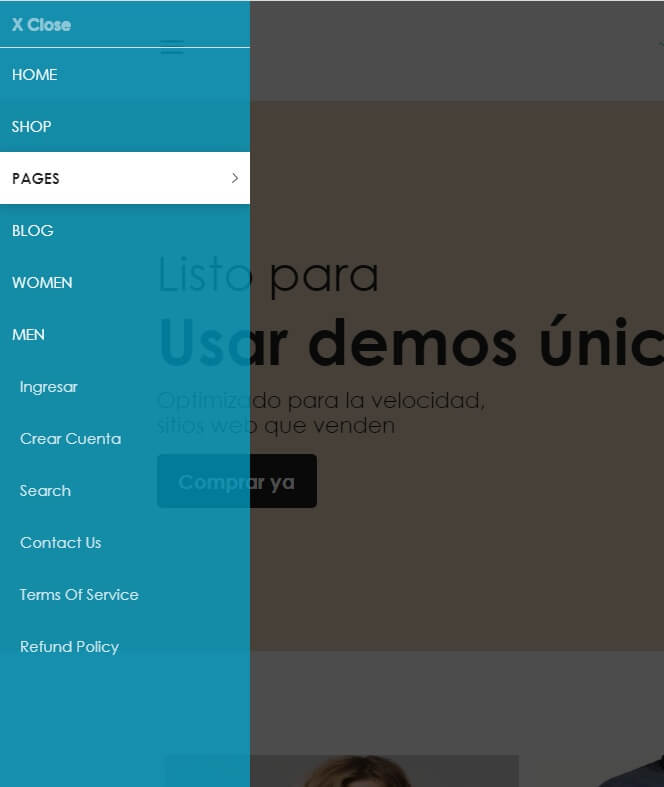 X Close
HOME
SHOP
PAGES
BLOG
WOMEN
MEN
Ingresar
Crear Cuenta
Search
Contact Us
Terms Of Service
Refund Policy
Listo para
Usar demos únic
Optimizado para la velocidad,
sitios web que venden
Comprar ya